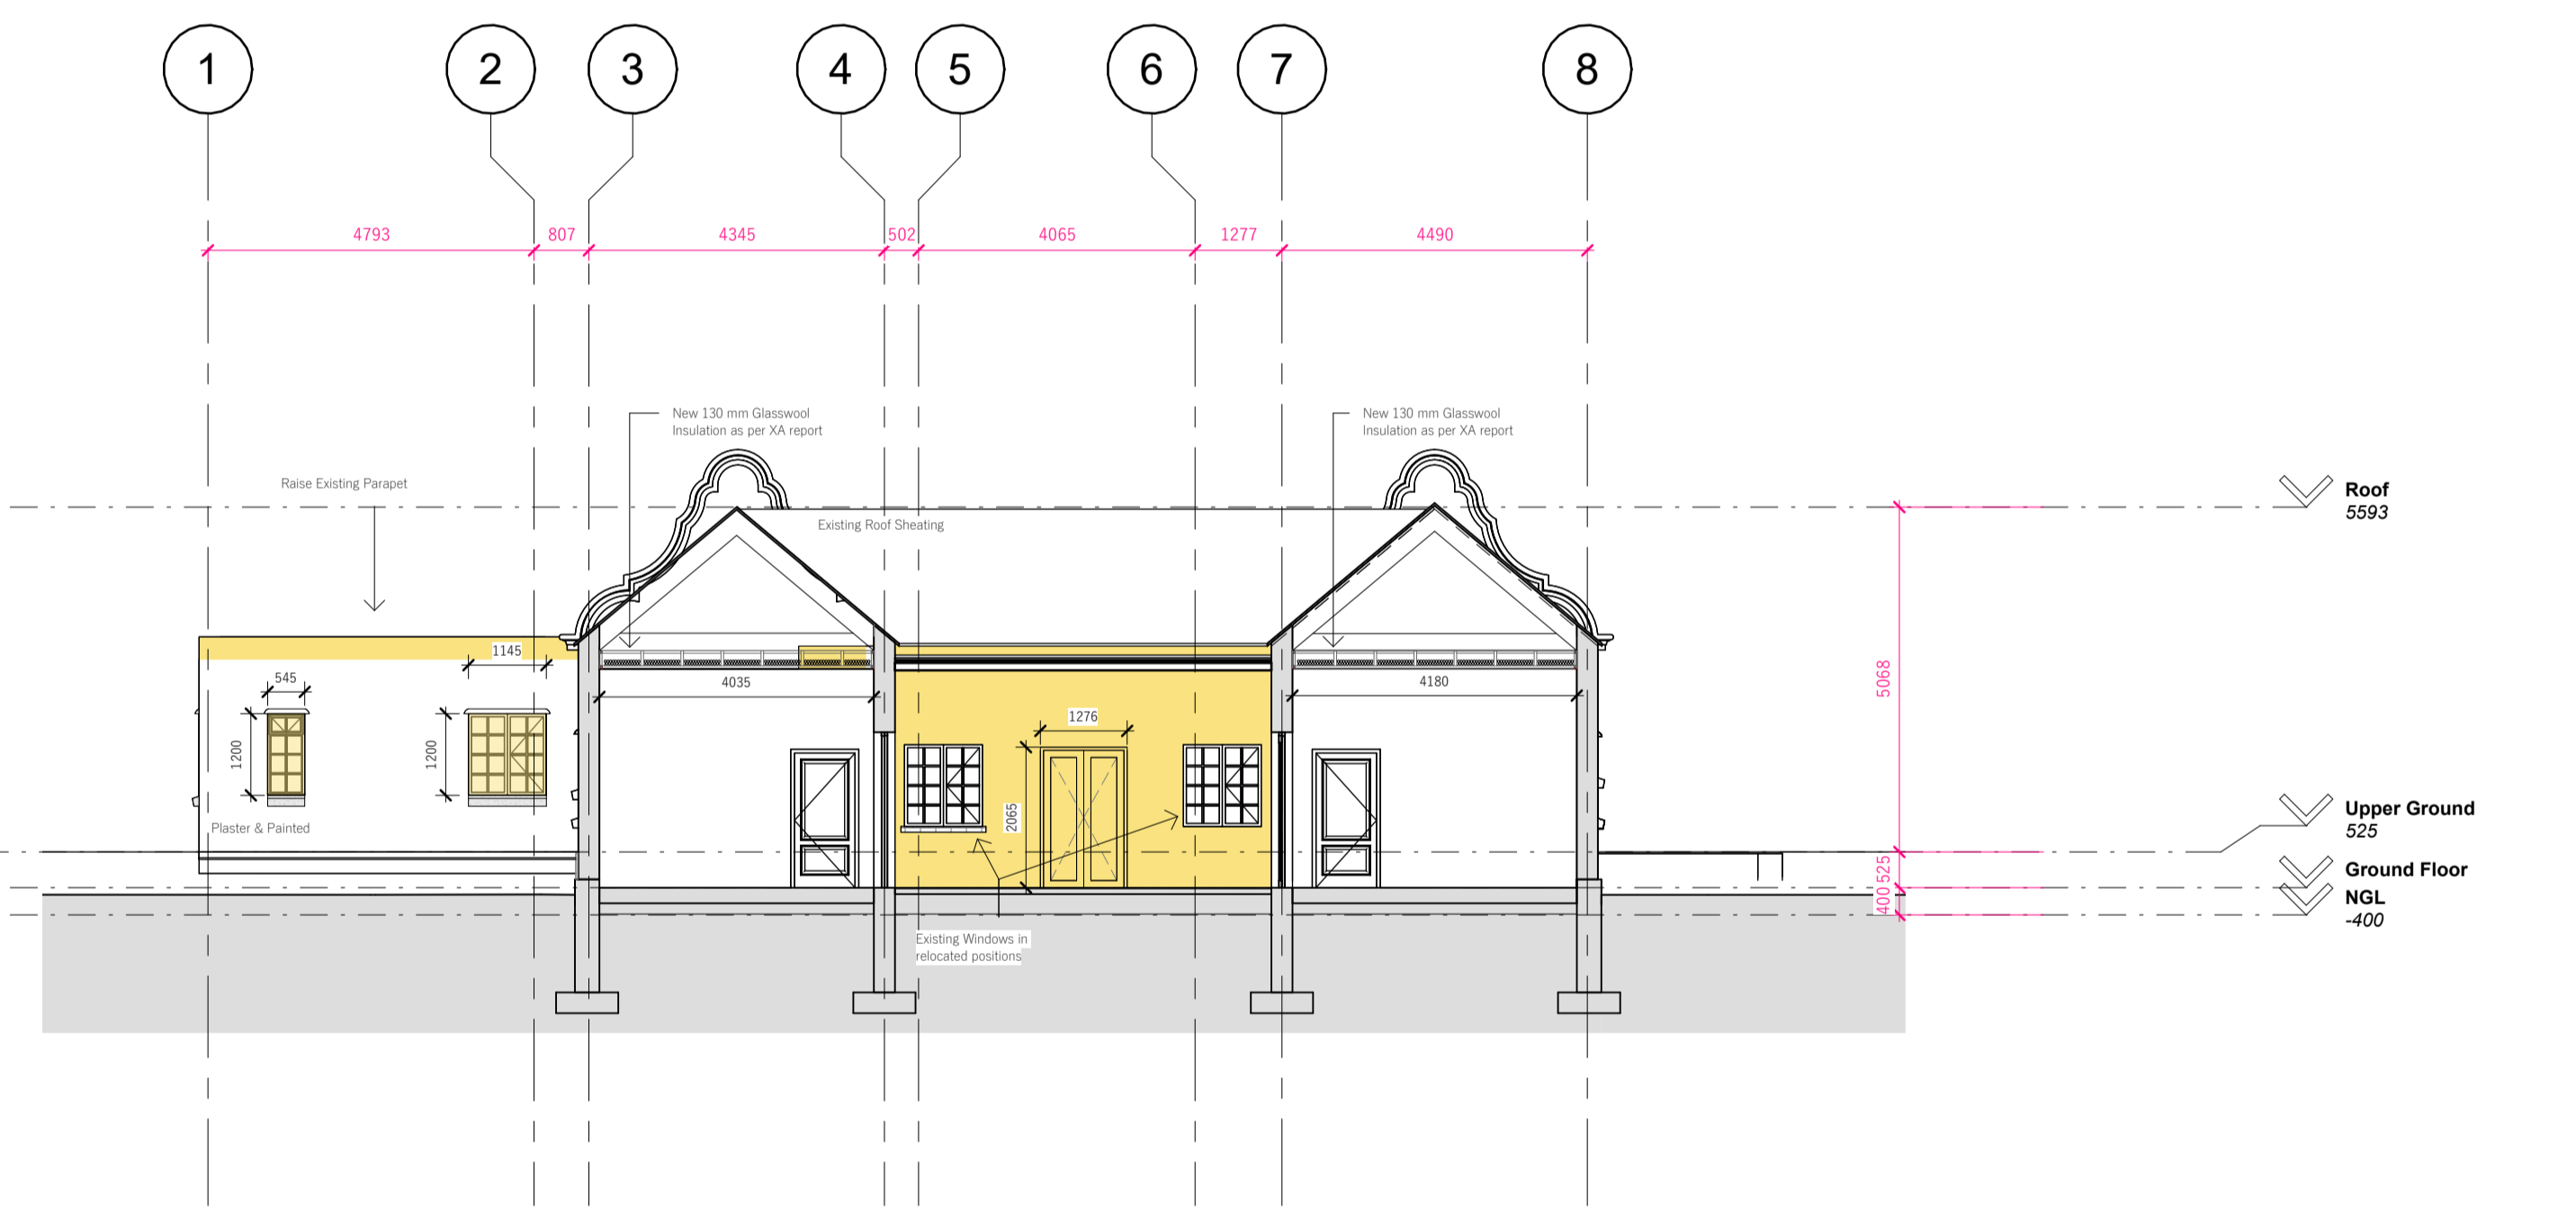 1 2 3 4 5 6 7 8
4793 807 4345 502 4065 1277 4490
New 130 mm Glasswool
Insulation as per XA report
New 130 mm Glasswool
Insulation as per XA report
Raise Existing Parapet
Roof
5593
Existing Roof Sheating
1145
545
4035
4180
5068
1276
1200
1200
2065
Plaster & Painted
Upper Ground
525
525
Ground Floor
400
NGL
-400
Existing Windows in
relocated positions